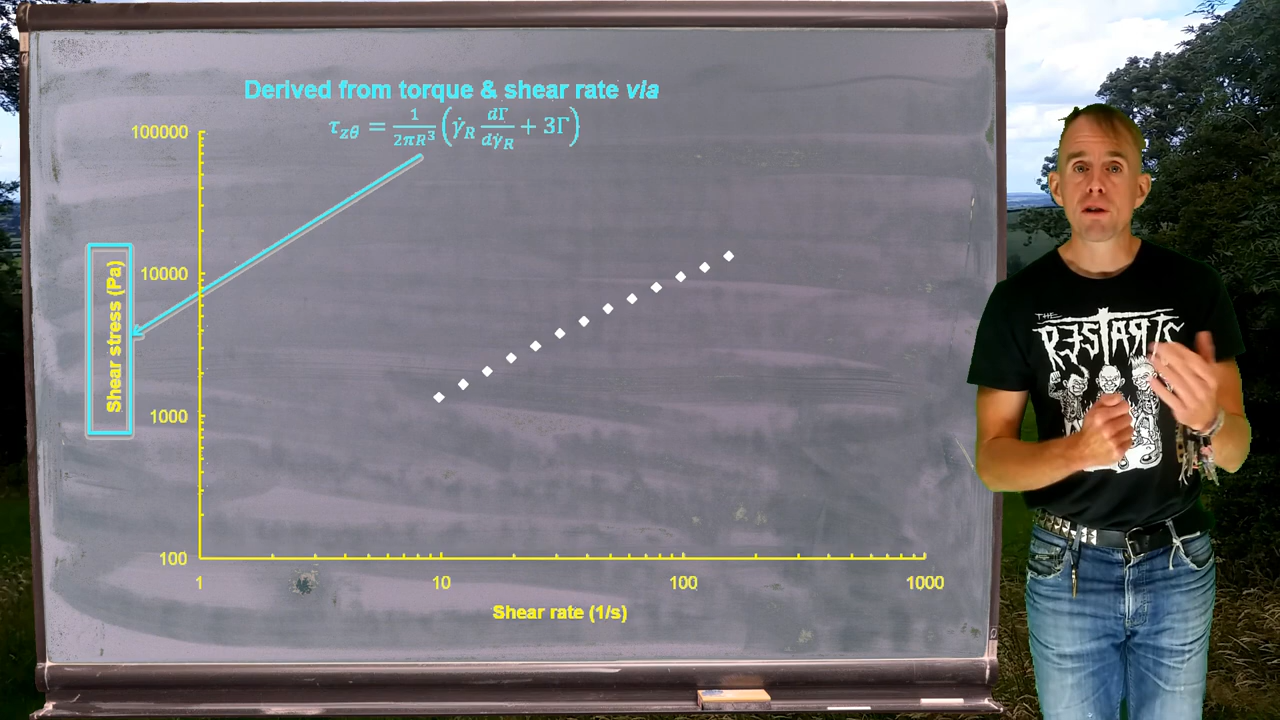 Derived from torque & shear rate via
τ_zθ = 1/(2πR³) (γ̇_R dΓ/dγ̇_R + 3Γ)
100000
10000
1000
100
Shear stress (Pa)
1
10
100
1000
Shear rate (1/s)
THE
RESTARTS